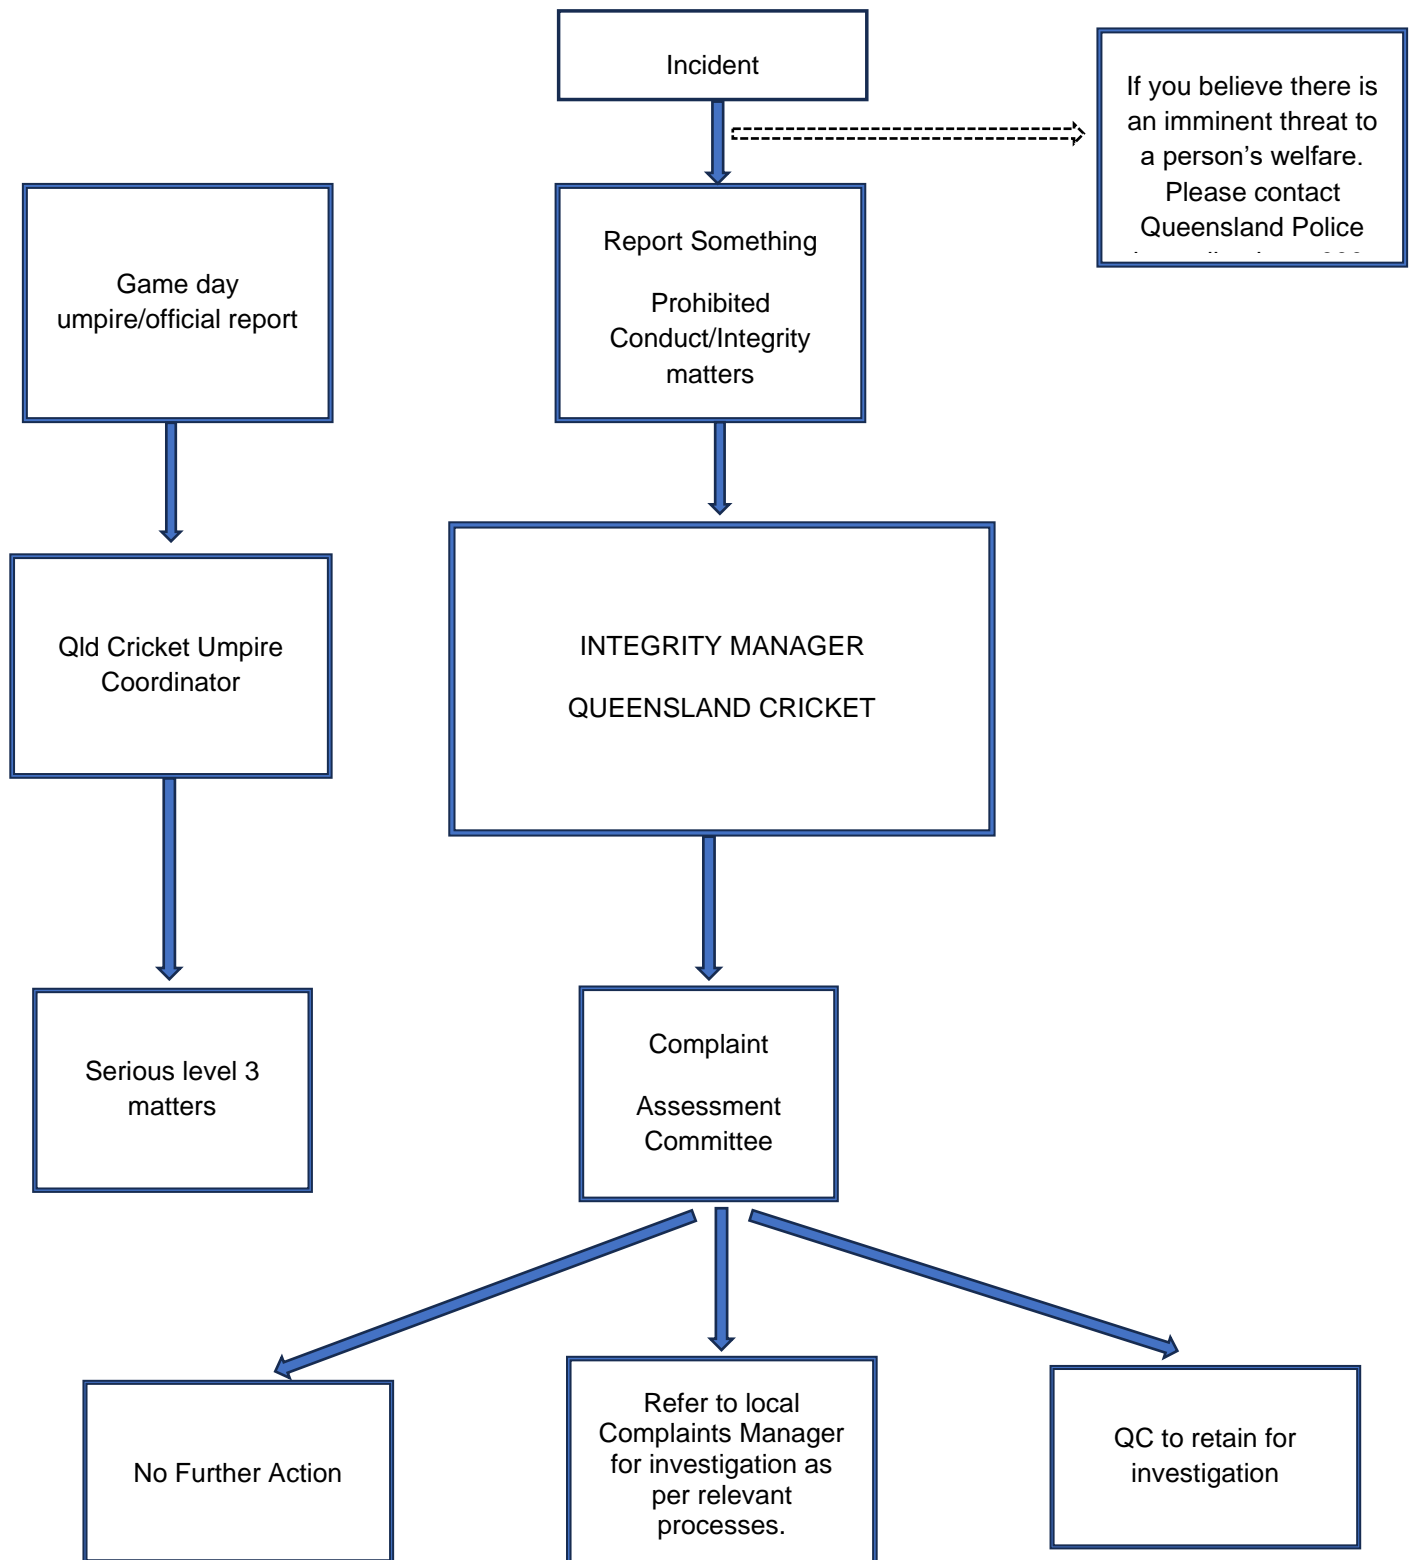 Incident
If you believe there is
an imminent threat to
a person’s welfare.
Please contact
Queensland Police
Game day
umpire/official report
Report Something
Prohibited
Conduct/Integrity
matters
Qld Cricket Umpire
Coordinator
INTEGRITY MANAGER
QUEENSLAND CRICKET
Serious level 3
matters
Complaint
Assessment
Committee
No Further Action
Refer to local
Complaints Manager
for investigation as
per relevant
processes.
QC to retain for
investigation